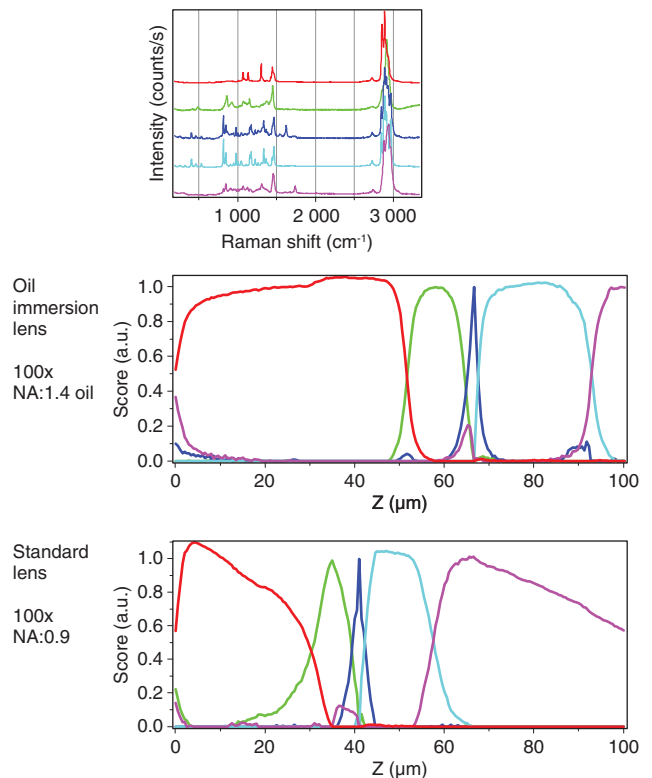 Intensity (counts/s)
1 000 2 000 3 000
Raman shift (cm⁻¹)
Oil
immersion
lens
100x
NA:1.4 oil
Score (a.u.)
1.0
0.8
0.6
0.4
0.2
0.0
0 20 40 60 80 100
Z (µm)
Standard
lens
100x
NA:0.9
Score (a.u.)
1.0
0.8
0.6
0.4
0.2
0.0
0 20 40 60 80 100
Z (µm)